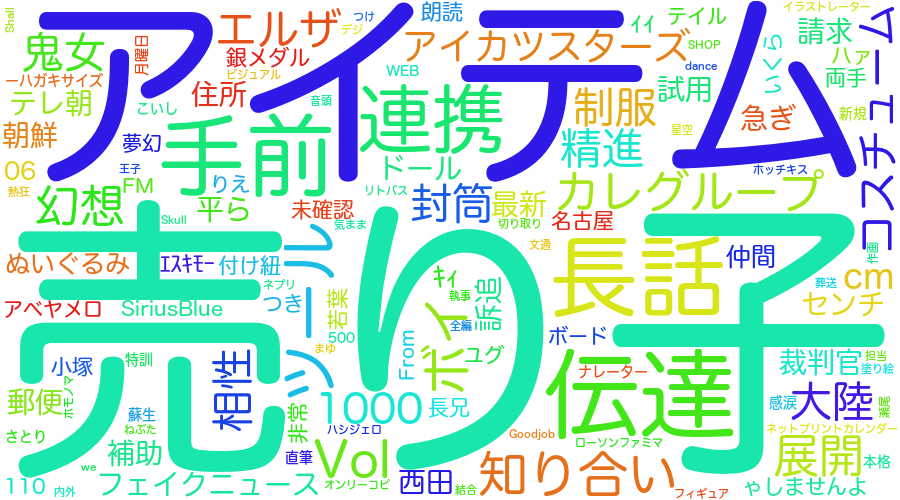 アイテム
売り子
手前
連携
長話
伝達
エルザ
アイカツスターズ
鬼女
銀メダル
朗読
つけ
デジ
ビジュアル
ーハガキサイズ
月曜日
Shall
イイ
テイル
イラストレーター
請求
SHOP
ハァ
両手
いくら
コスチューム
WEB
dance
試用
新規
急ぎ
星空
制服
精進
テレ朝
こいし
住所
音頭
朝鮮
夢幻
王子
06
熱狂
FM
りえ
ドール
リトバス
ホッチキス
カレグループ
幻想
平ら
Skull
未確認
気まま
封筒
最新
切り取り
名古屋
文通
仲間
作画
葬送
cm
センチ
ぬいぐるみ
エスキモー
付け紐
ツール
キィ
執事
訴追
アベヤメロ
SiriusBlue
ネプリ
つき
若葉
500
全編
From
ボイ
ユグ
ボード
小塚
特訓
相性
まゆ
ナレーター
裁判官
担当
塗り絵
郵便
ホモノマ
蘇生
ねぶた
非常
1000
長兄
大陸
感涙
瀬尾
さとり
補助
ハシジェロ
Goodjob
ローソンファミマ
ネットプリントカレンダー
展開
本格
直筆
Vol
we
110
内外
フェイクニュース
オンリーコピ
西田
結合
知り合い
フィギュア
ゃしませんよ